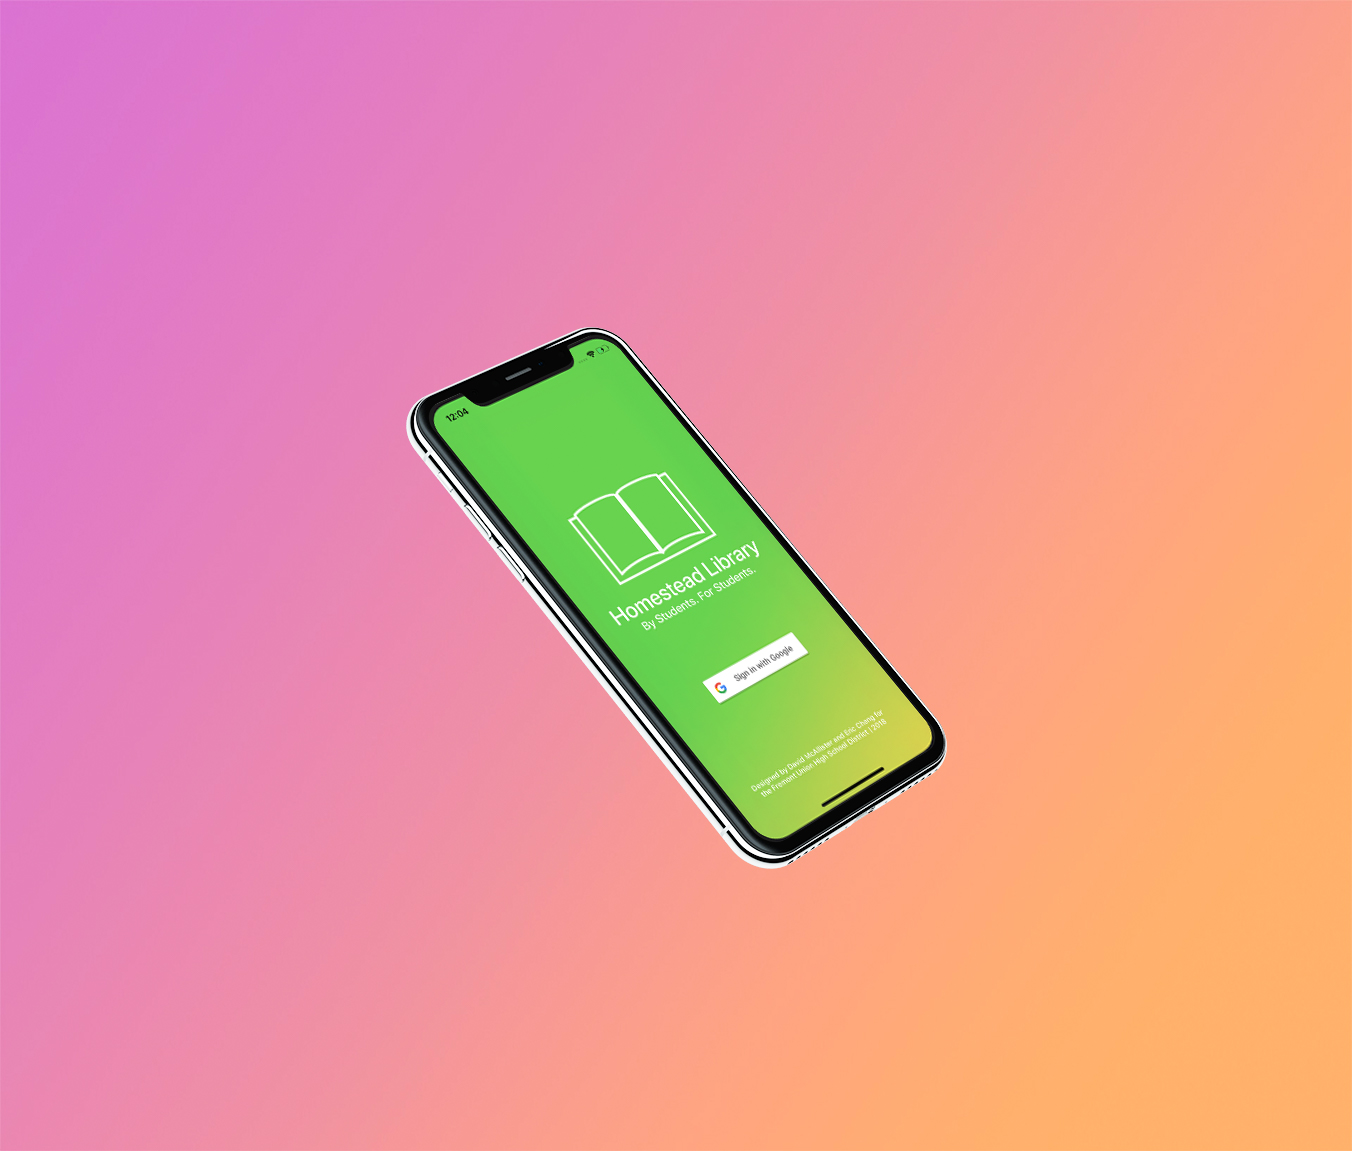 12:04
Homestead Library
By Students. For Students.
Sign in with Google
Designed by David McAllister and Eric Chang for
the Fremont Union High School District | 2018